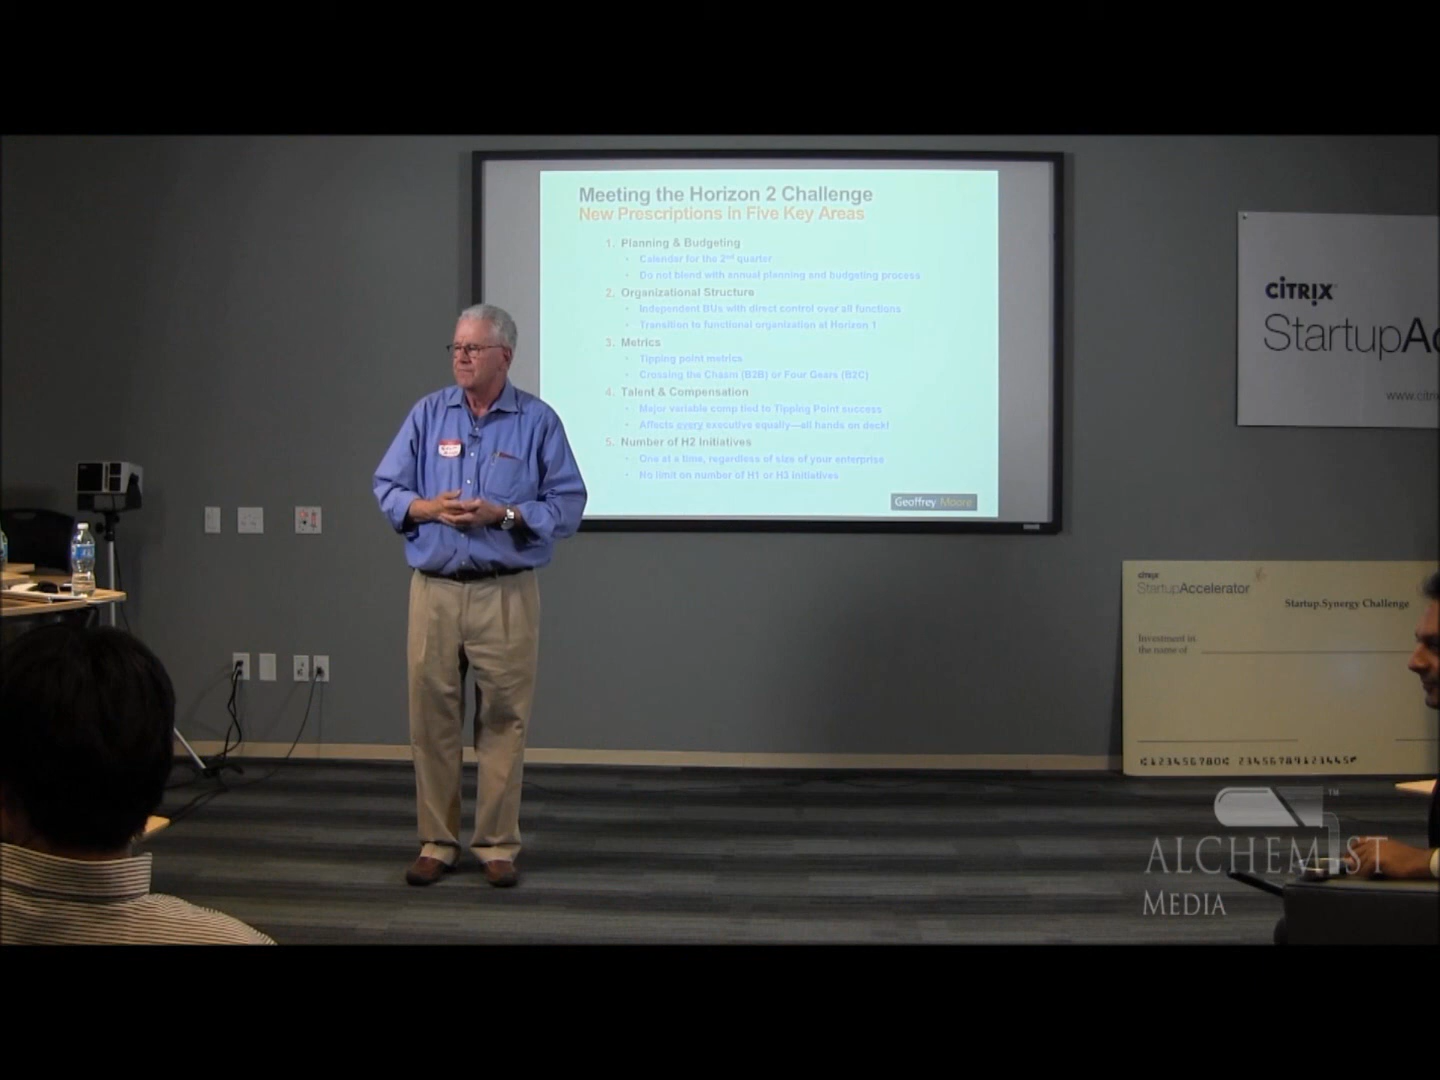 Meeting the Horizon 2 Challenge
New Prescriptions in Five Key Areas
1. Planning & Budgeting
• Calendar for the 2nd quarter
• Do not blend with annual planning and budgeting process
2. Organizational Structure
• Independent BUs with direct control over all functions
• Transition to functional organization at Horizon 1
3. Metrics
• Tipping point metrics
• Crossing the Chasm (B2B) or Four Gears (B2C)
4. Talent & Compensation
• Major variable comp tied to Tipping Point success
• Affects every executive equally—all hands on deck!
5. Number of H2 Initiatives
• One at a time, regardless of size of your enterprise
• No limit on number of H1 or H3 initiatives
Geoffrey Moore
CITRIX
StartupAc
www.citri
CITRIX
StartupAccelerator
Startup.Synergy Challenge
Investment in
the name of
ALCHEMIST™
MEDIA